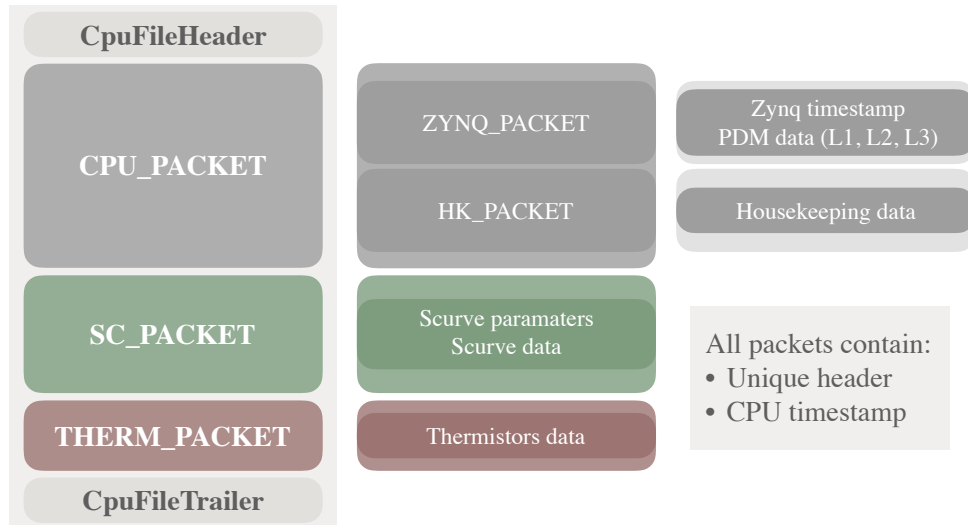 CpuFileHeader
CPU_PACKET
ZYNQ_PACKET
Zynq timestamp
PDM data (L1, L2, L3)
HK_PACKET
Housekeeping data
SC_PACKET
Scurve paramaters
Scurve data
All packets contain:
• Unique header
• CPU timestamp
THERM_PACKET
Thermistors data
CpuFileTrailer